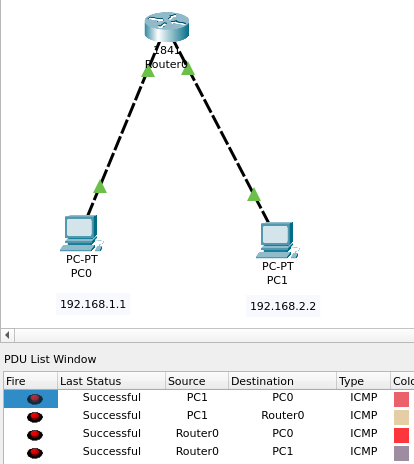 1841
Router0
PC-PT
PC0
PC-PT
PC1
192.168.1.1
192.168.2.2
PDU List Window
Fire Last Status Source Destination Type Colo
Successful PC1 PC0 ICMP
Successful PC1 Router0 ICMP
Successful Router0 PC0 ICMP
Successful Router0 PC1 ICMP